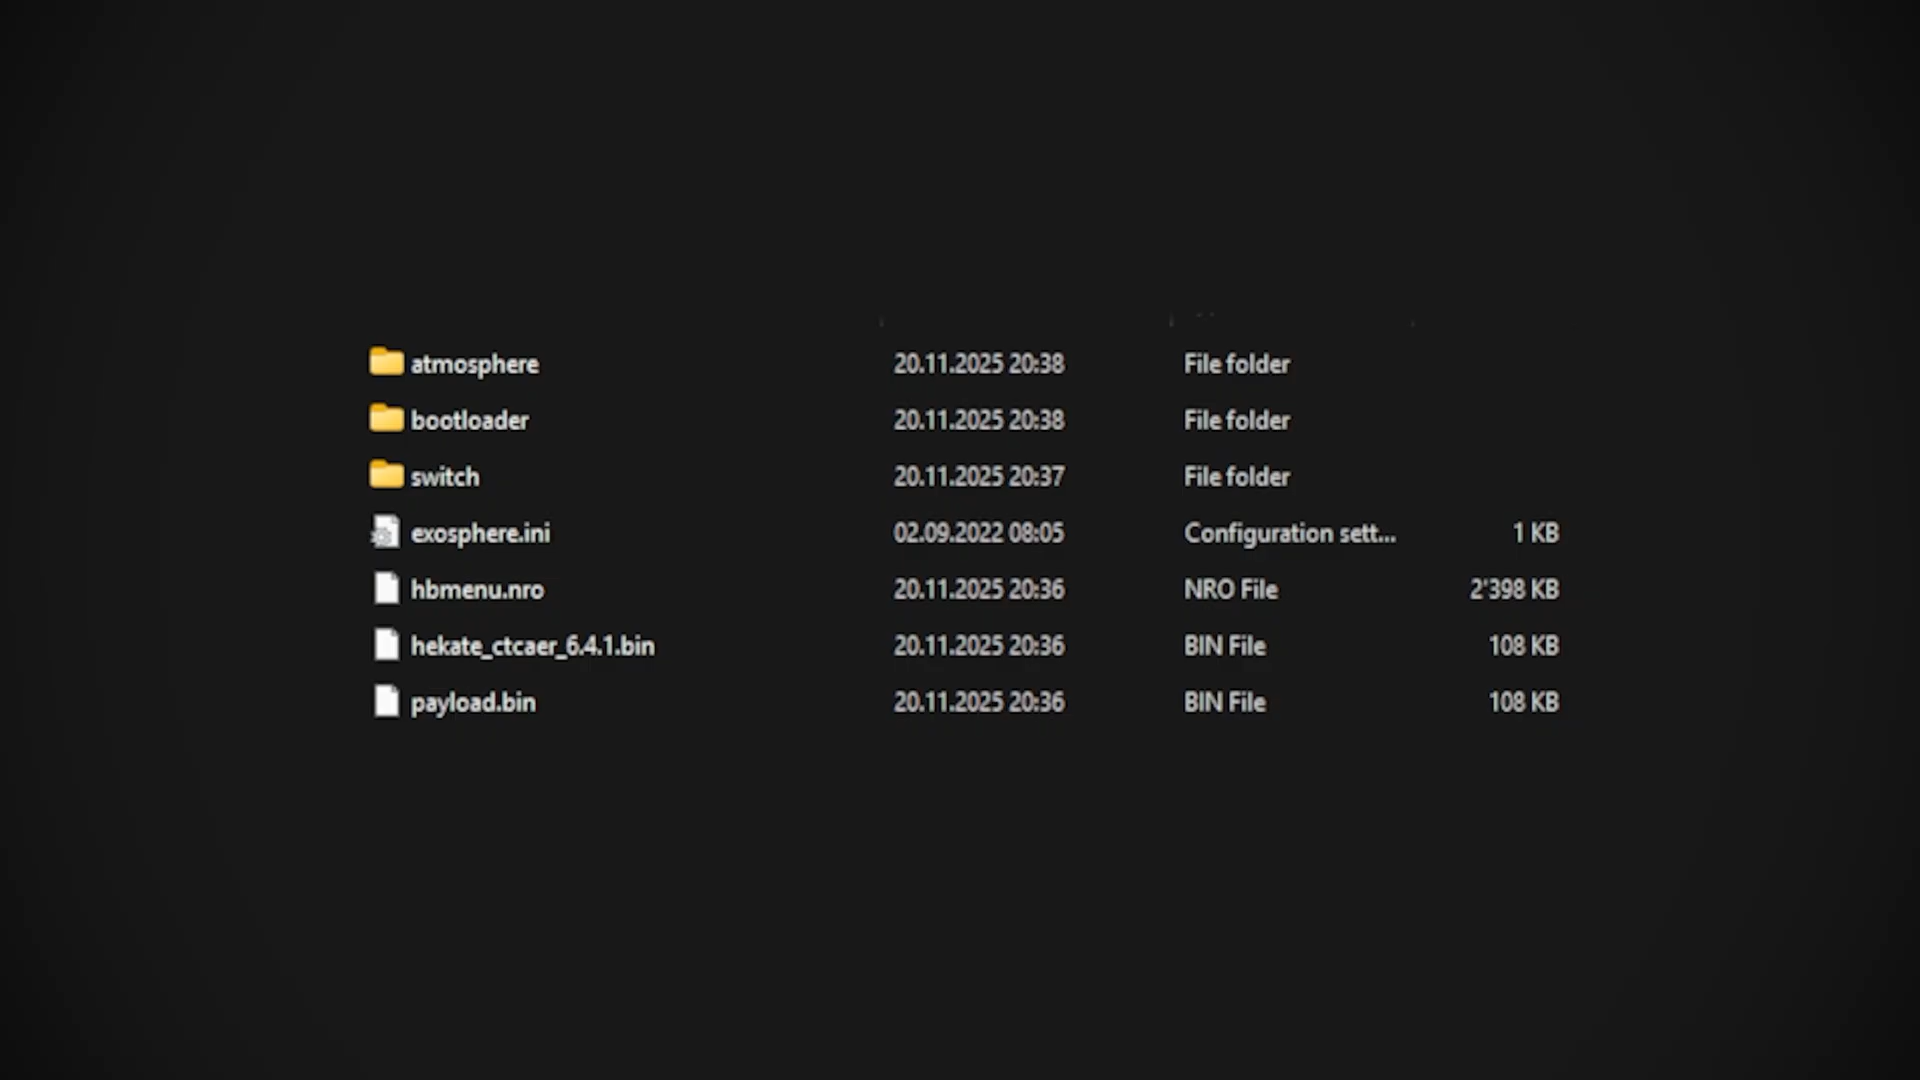 atmosphere 20.11.2025 20:38 File folder
bootloader 20.11.2025 20:38 File folder
switch 20.11.2025 20:37 File folder
exosphere.ini 02.09.2022 08:05 Configuration sett... 1 KB
hbmenu.nro 20.11.2025 20:36 NRO File 2'398 KB
hekate_ctcaer_6.4.1.bin 20.11.2025 20:36 BIN File 108 KB
payload.bin 20.11.2025 20:36 BIN File 108 KB